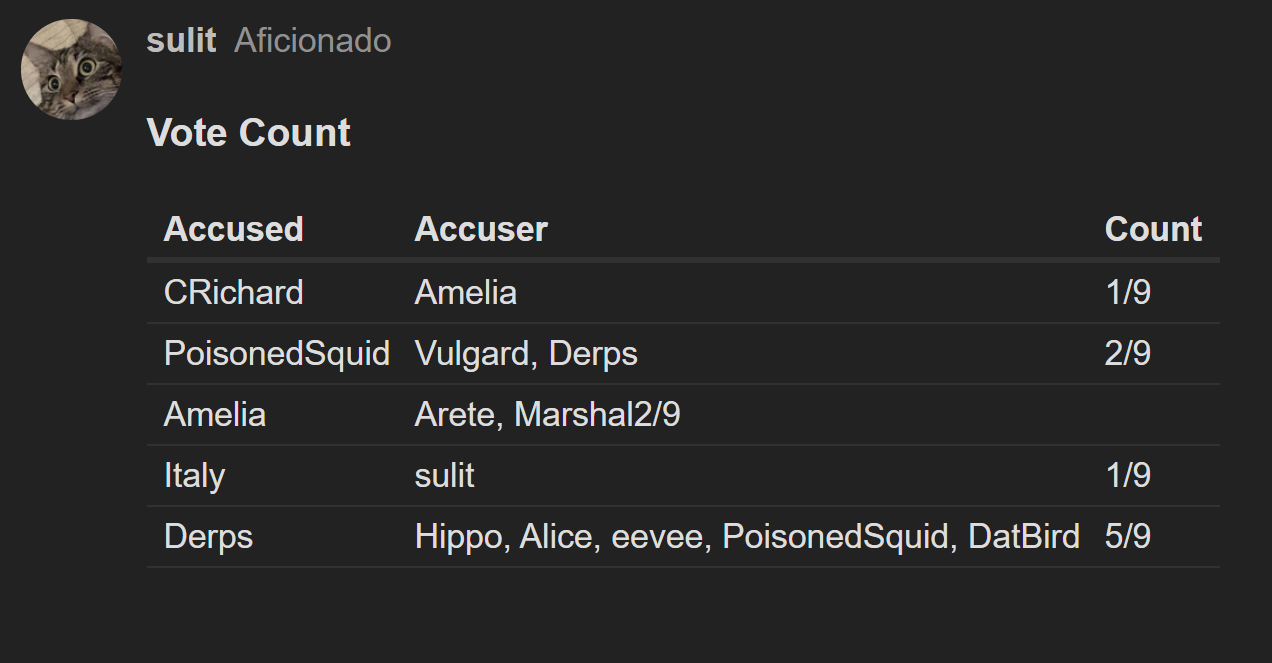 sulit Aficionado
Vote Count
Accused Accuser Count
CRichard Amelia 1/9
PoisonedSquid Vulgard, Derps 2/9
Amelia Arete, Marshal2/9
Italy sulit 1/9
Derps Hippo, Alice, eevee, PoisonedSquid, DatBird 5/9